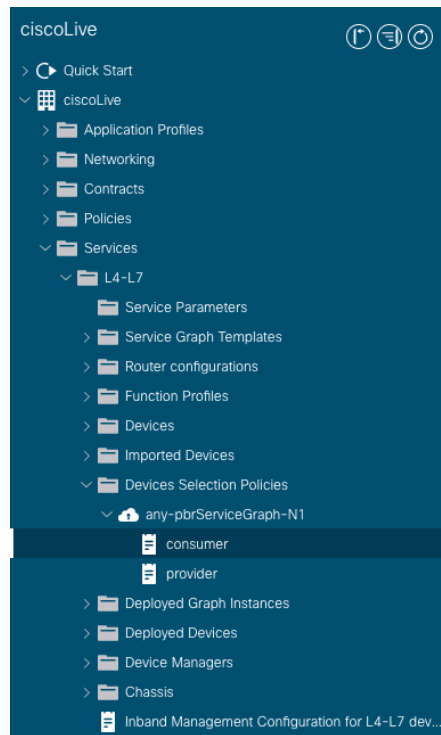 ciscoLive
Quick Start
ciscoLive
Application Profiles
Networking
Contracts
Policies
Services
L4-L7
Service Parameters
Service Graph Templates
Router configurations
Function Profiles
Devices
Imported Devices
Devices Selection Policies
any-pbrServiceGraph-N1
consumer
provider
Deployed Graph Instances
Deployed Devices
Device Managers
Chassis
Inband Management Configuration for L4-L7 dev...